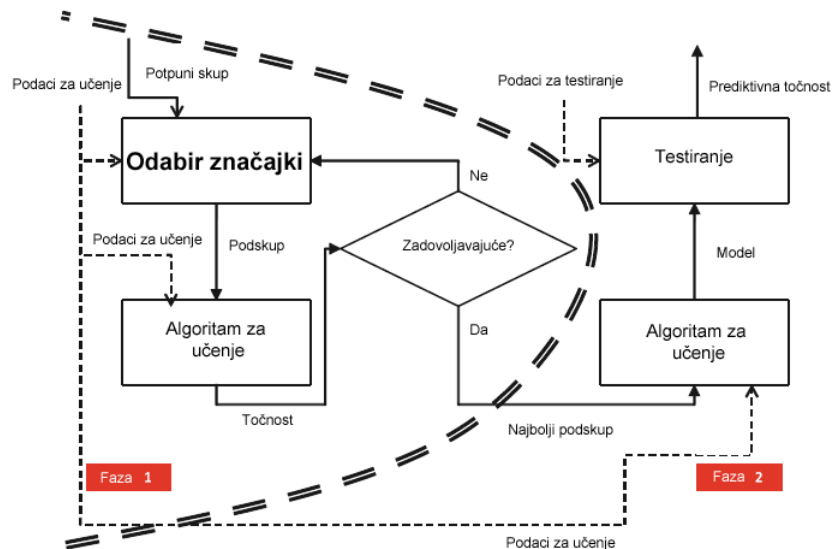 Potpuni skup
Podaci za učenje
Odabir značajki
Podaci za učenje
Podskup
Algoritam za
učenje
Točnost
Zadovoljavajuće?
Ne
Da
Najbolji podskup
Podaci za testiranje
Prediktivna točnost
Testiranje
Model
Algoritam za
učenje
Faza 1
Faza 2
Podaci za učenje